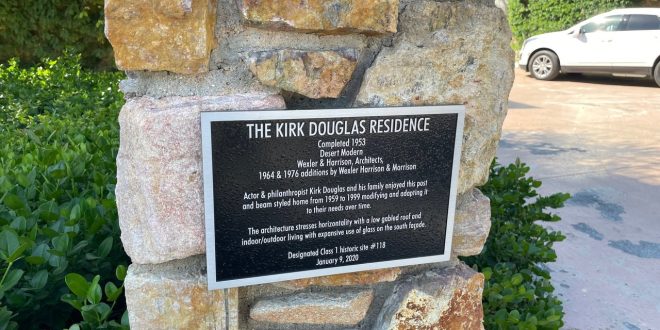 THE KIRK DOUGLAS RESIDENCE
Completed 1953
Desert Modern
Wexler & Harrison, Architects,
1964 & 1976 additions by Wexler Harrison & Morrison
Actor & philanthropist Kirk Douglas and his family enjoyed this post
and beam styled home from 1959 to 1999 modifying and adapting it
to their needs over time.
The architecture stresses horizontality with a low gabled roof and
indoor/outdoor living with expansive use of glass on the south façade.
Designated Class 1 historic site #118
January 9, 2020